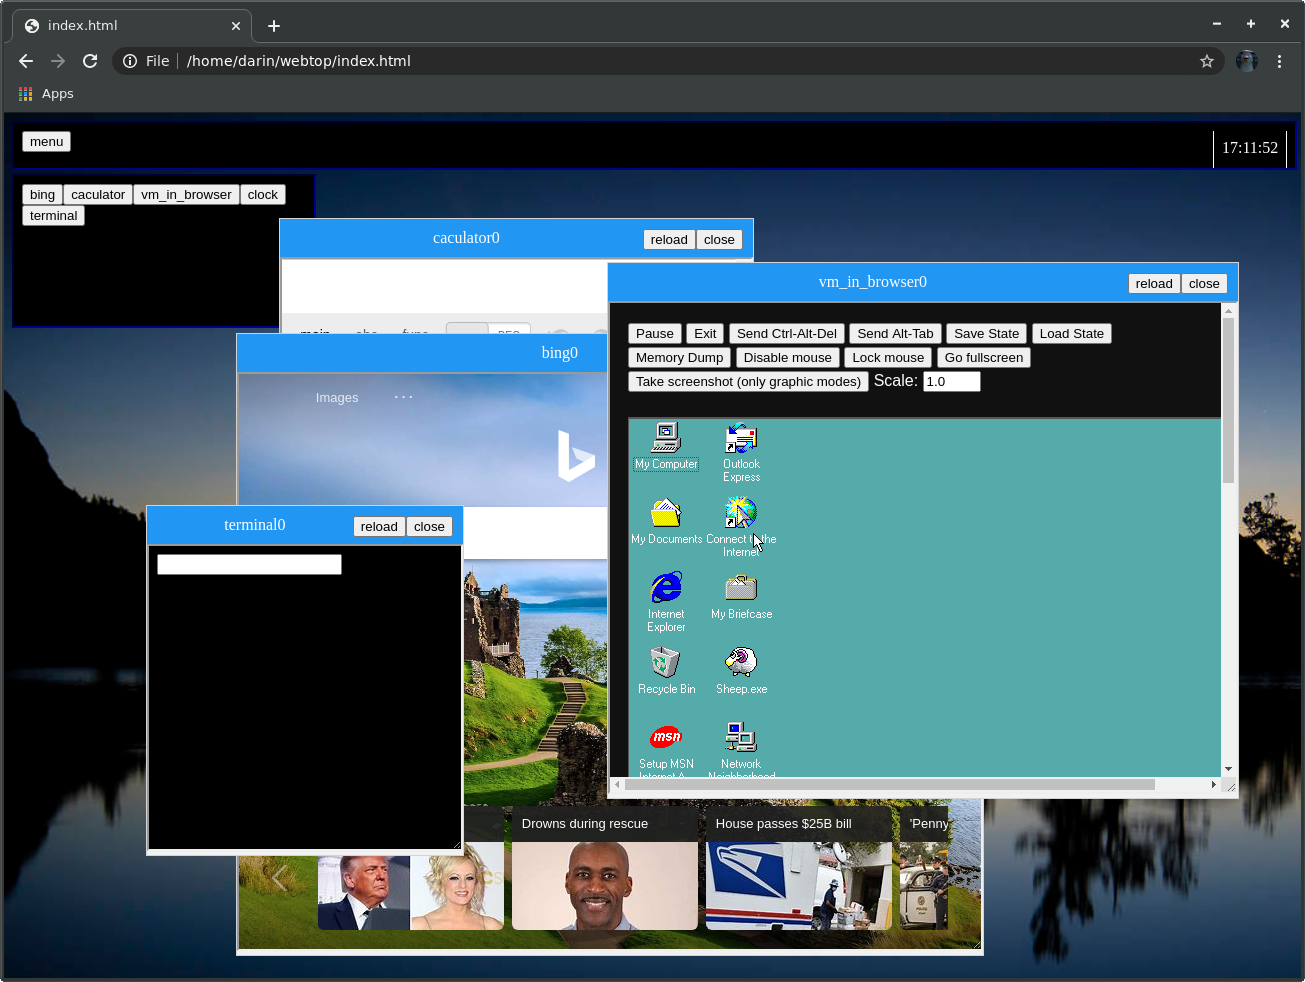 index.html
File
/home/darin/webtop/index.html
Apps
menu
17:11:52
bing
caculator
vm_in_browser
clock
terminal
caculator0
reload
close
vm_in_browser0
reload
close
Pause
Exit
Send Ctrl-Alt-Del
Send Alt-Tab
Save State
Load State
Memory Dump
Disable mouse
Lock mouse
Go fullscreen
Take screenshot (only graphic modes)
Scale:
1.0
bing0
Images
My Computer
Outlook
Express
My Documents
Connect to the
Internet
Internet
Explorer
My Briefcase
Recycle Bin
Sheep.exe
msn
Setup MSN
Network
Neighborhood
terminal0
reload
close
Drowns during rescue
House passes $25B bill
'Penny